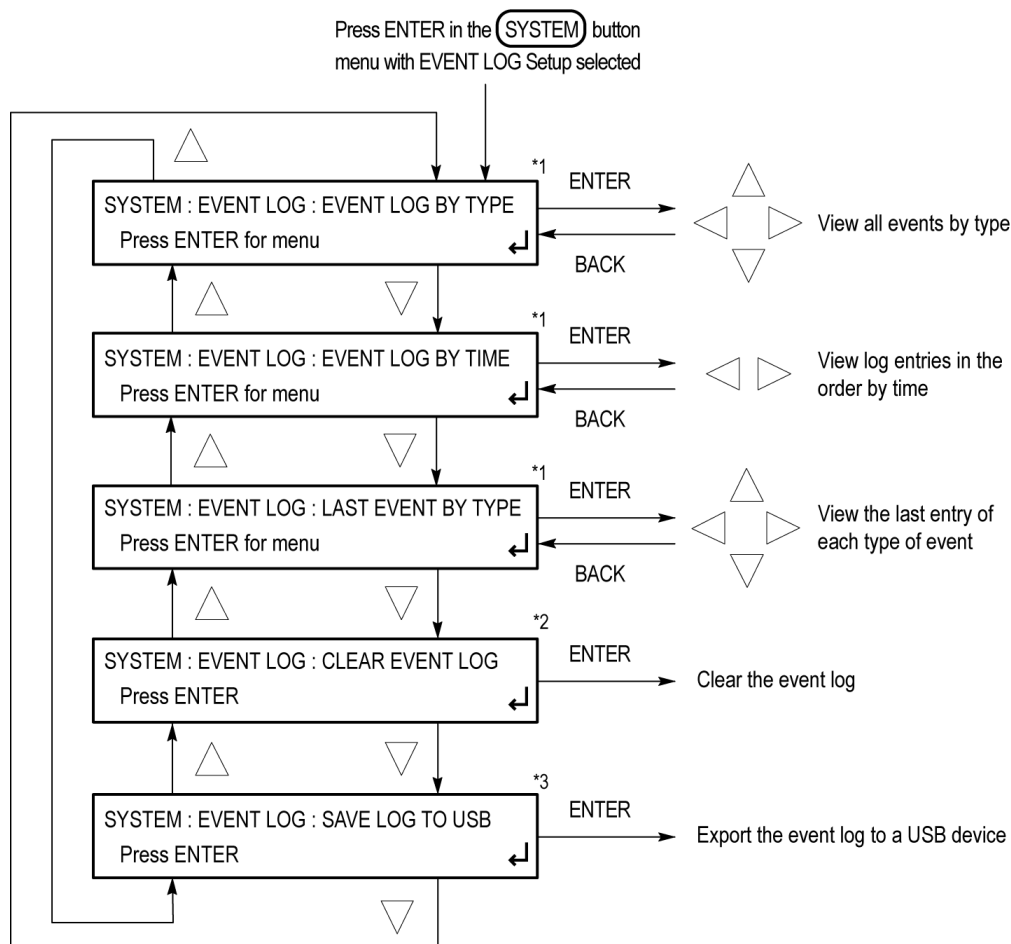 Press ENTER in the SYSTEM button
menu with EVENT LOG Setup selected
*1
SYSTEM : EVENT LOG : EVENT LOG BY TYPE
Press ENTER for menu
ENTER
BACK
View all events by type
*1
SYSTEM : EVENT LOG : EVENT LOG BY TIME
Press ENTER for menu
ENTER
BACK
View log entries in the
order by time
*1
SYSTEM : EVENT LOG : LAST EVENT BY TYPE
Press ENTER for menu
ENTER
BACK
View the last entry of
each type of event
*2
SYSTEM : EVENT LOG : CLEAR EVENT LOG
Press ENTER
ENTER
Clear the event log
*3
SYSTEM : EVENT LOG : SAVE LOG TO USB
Press ENTER
ENTER
Export the event log to a USB device